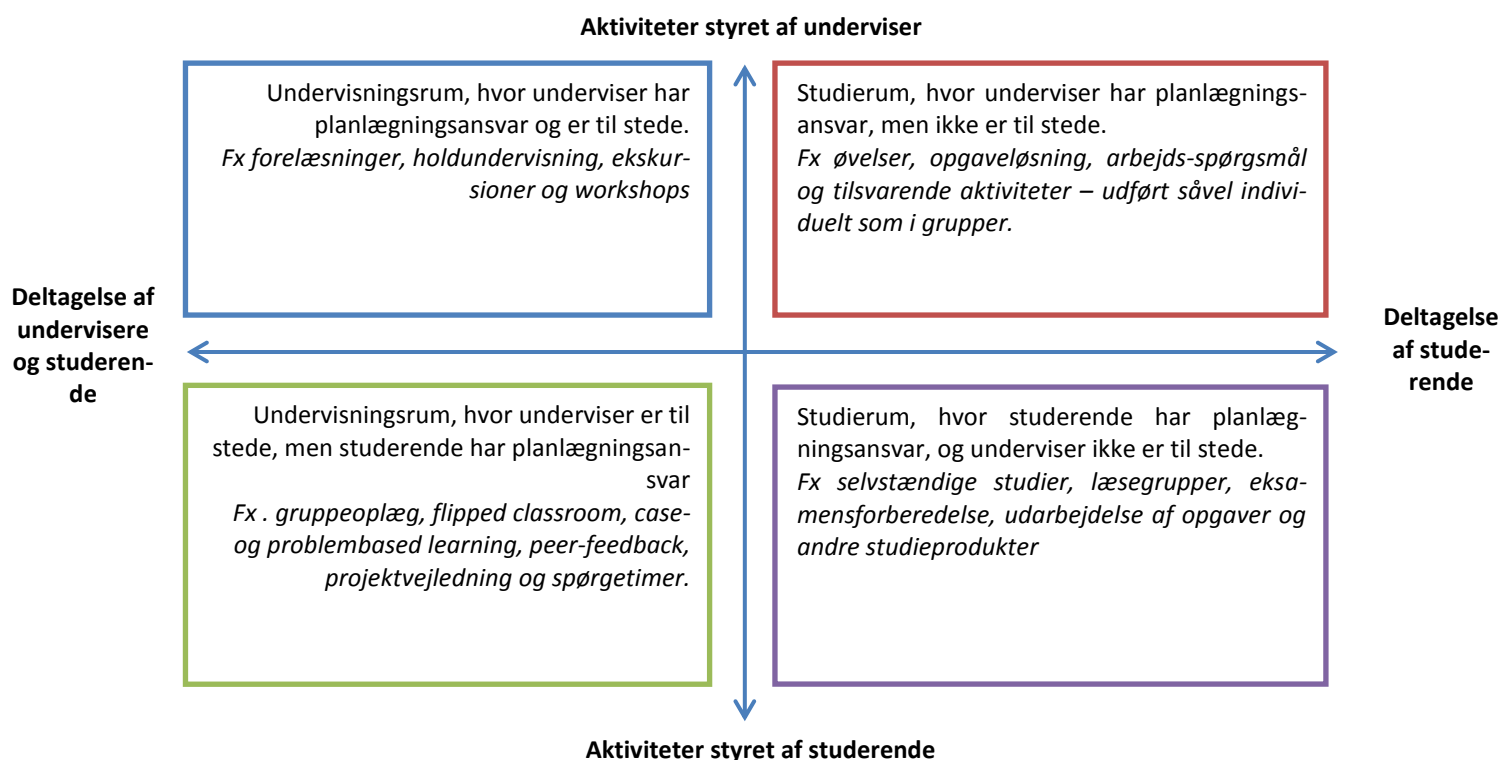 Aktiviteter styret af underviser
Undervisningsrum, hvor underviser har
planlægningsansvar og er til stede.
Fx forelæsninger, holdundervisning, ekskur-
sioner og workshops
Studierum, hvor underviser har planlægnings-
ansvar, men ikke er til stede.
Fx øvelser, opgaveløsning, arbejds-spørgsmål
og tilsvarende aktiviteter – udført såvel indivi-
duelt som i grupper.
Deltagelse af
undervisere
og studeren-
de
Deltagelse
af stude-
rende
Undervisningsrum, hvor underviser er til
stede, men studerende har planlægningsan-
svar
Fx . gruppeoplæg, flipped classroom, case-
og problembased learning, peer-feedback,
projektvejledning og spørgetimer.
Studierum, hvor studerende har planlæg-
ningsansvar, og underviser ikke er til stede.
Fx selvstændige studier, læsegrupper, eksa-
mensforberedelse, udarbejdelse af opgaver og
andre studieprodukter
Aktiviteter styret af studerende